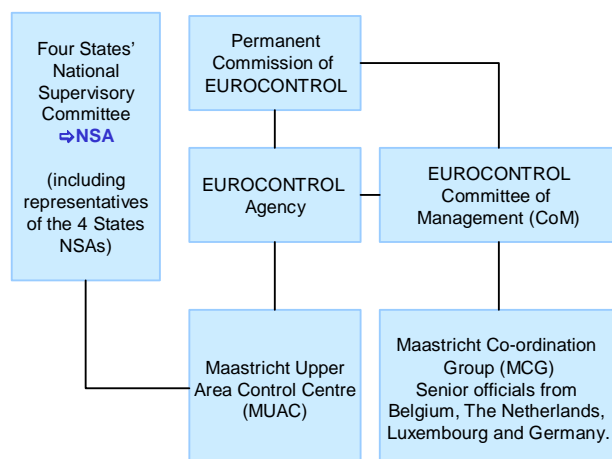 Four States'
National
Supervisory
Committee
⇨NSA
(including
representatives
of the 4 States
NSAs)
Permanent
Commission of
EUROCONTROL
EUROCONTROL
Agency
EUROCONTROL
Committee of
Management (CoM)
Maastricht Upper
Area Control Centre
(MUAC)
Maastricht Co-ordination
Group (MCG)
Senior officials from
Belgium, The Netherlands,
Luxembourg and Germany.